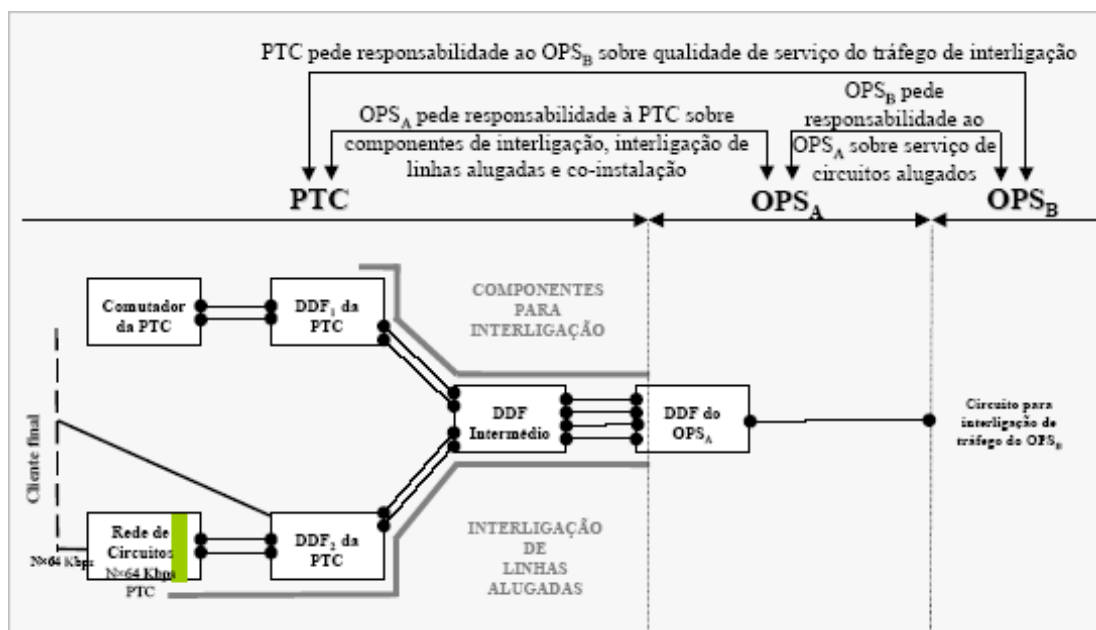 PTC pede responsabilidade ao OPSB sobre qualidade de serviço do tráfego de interligação
OPSA pede responsabilidade à PTC sobre
componentes de interligação, interligação de
linhas alugadas e co-instalação
OPSB pede
responsabilidade ao
OPSA sobre serviço de
circuitos alugados
PTC
OPSA
OPSB
COMPONENTES
PARA
INTERLIGAÇÃO
Comutador
da PTC
DDF1 da
PTC
DDF
Intermédio
DDF do
OPSA
Circuito para
interligação de
tráfego do OPSB
Cliente final
N×64 Kbps
Rede de
Circuitos
N×64 Kbps
PTC
DDF2 da
PTC
INTERLIGAÇÃO
DE
LINHAS
ALUGADAS